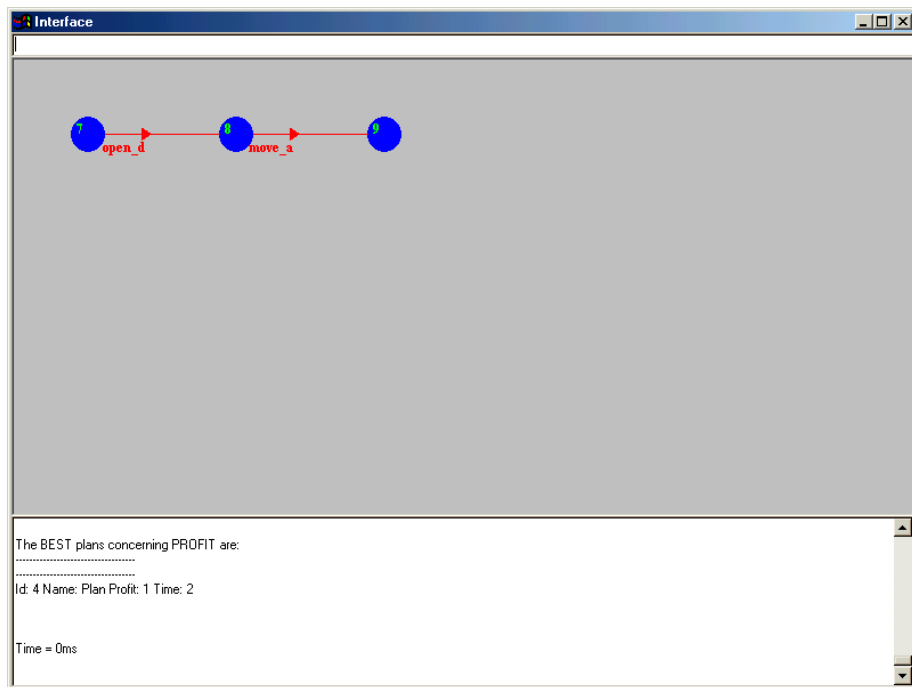 Interface
7 8 9
open_d move_a
The BEST plans concerning PROFIT are:
-----------------------------------
-----------------------------------
Id: 4 Name: Plan Profit: 1 Time: 2
Time = 0ms